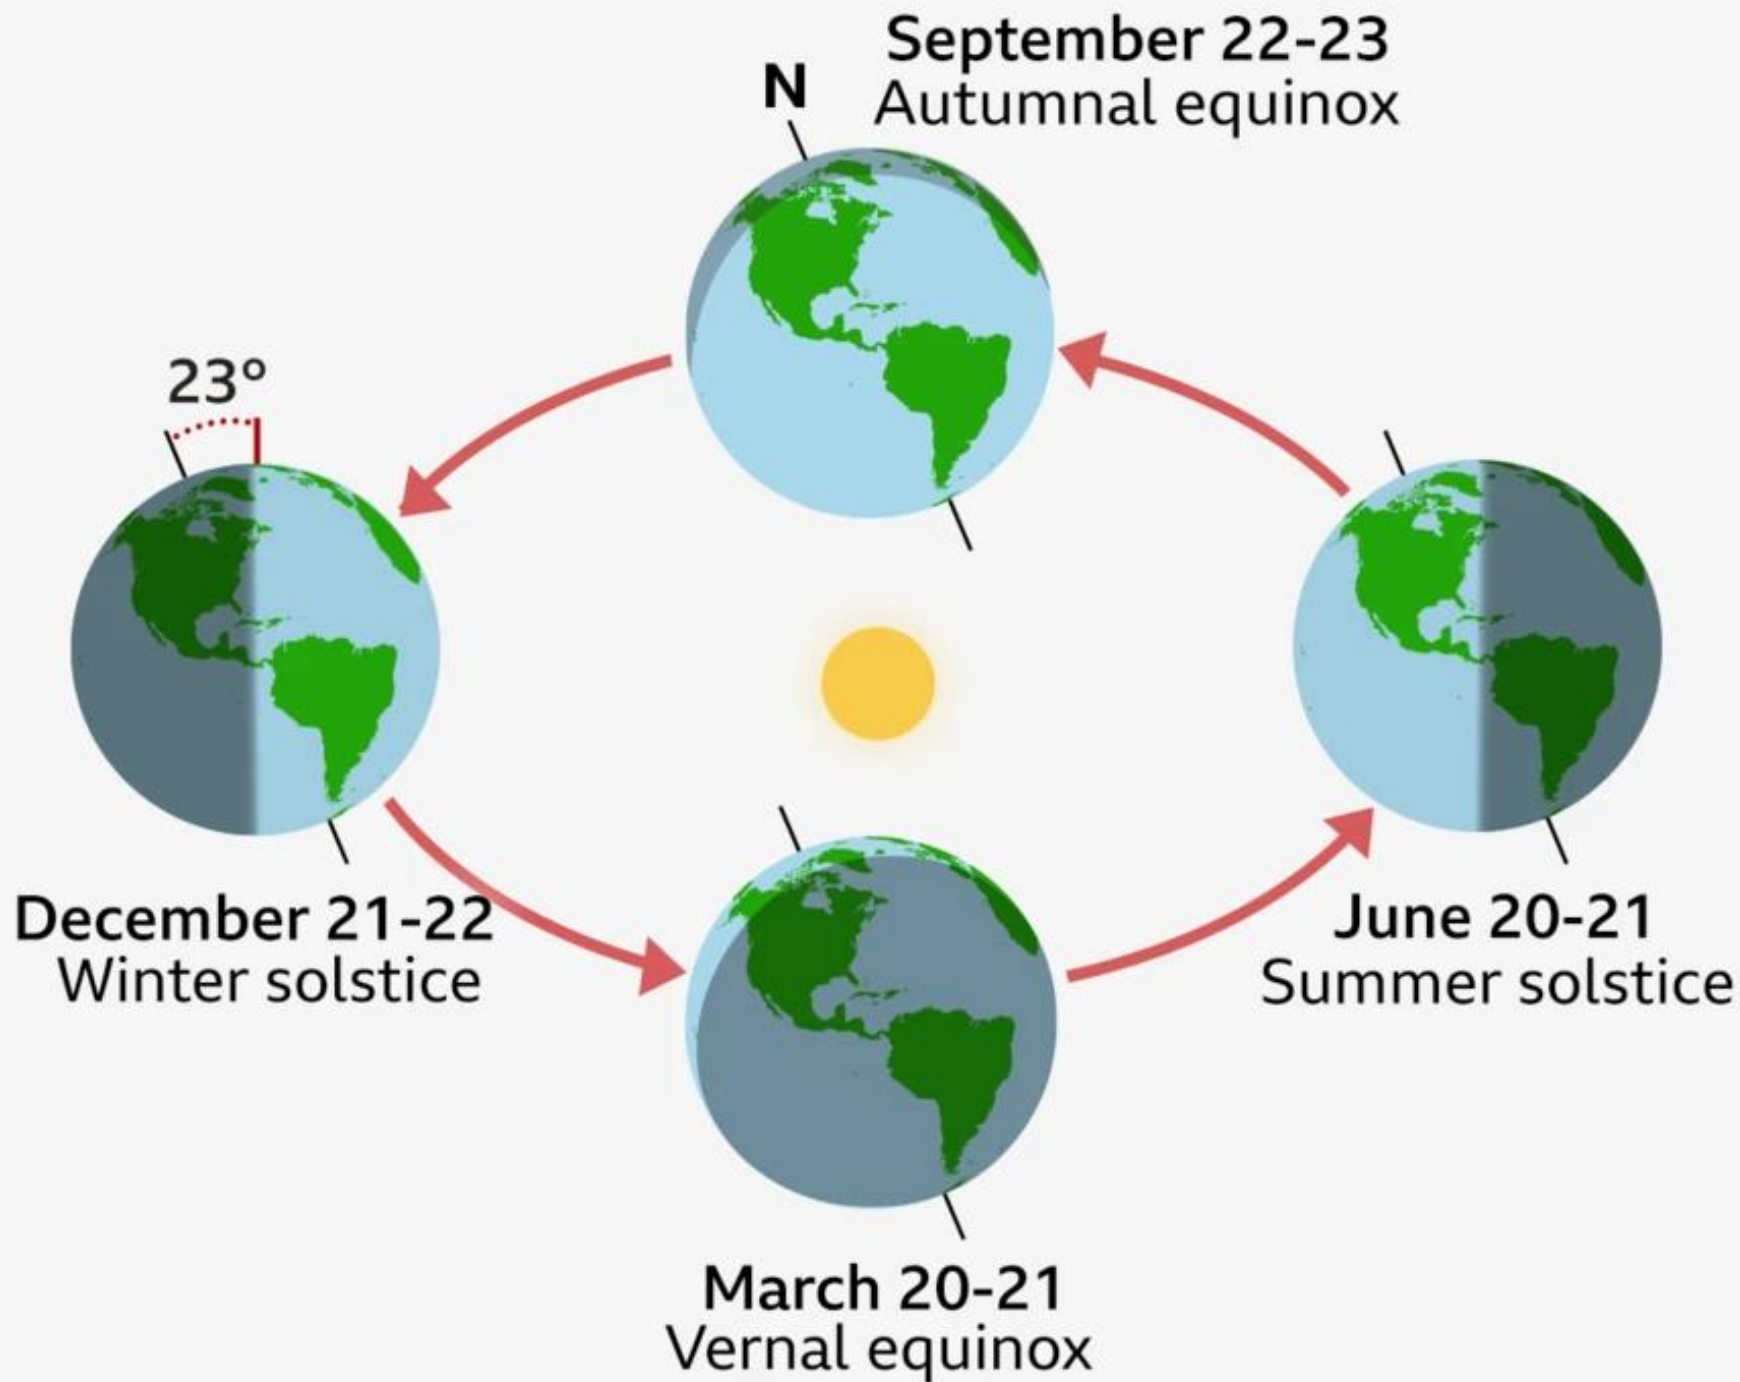 September 22-23
Autumnal equinox
N
23°
December 21-22
Winter solstice
June 20-21
Summer solstice
March 20-21
Vernal equinox